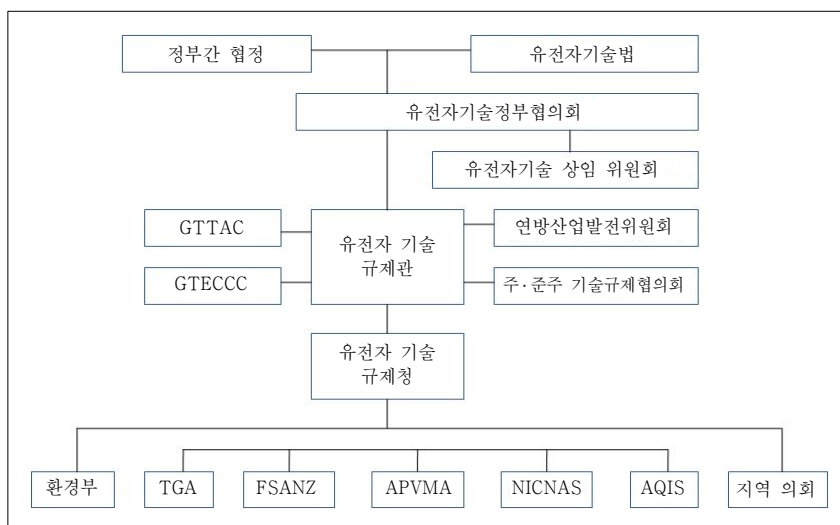 정부간 협정
유전자기술법
유전자기술정부협의회
유전자기술 상임 위원회
GTTAC
유전자 기술
규제관
연방산업발전위원회
GTECCC
주·준주 기술규제협의회
유전자 기술
규제청
환경부
TGA
FSANZ
APVMA
NICNAS
AQIS
지역 의회